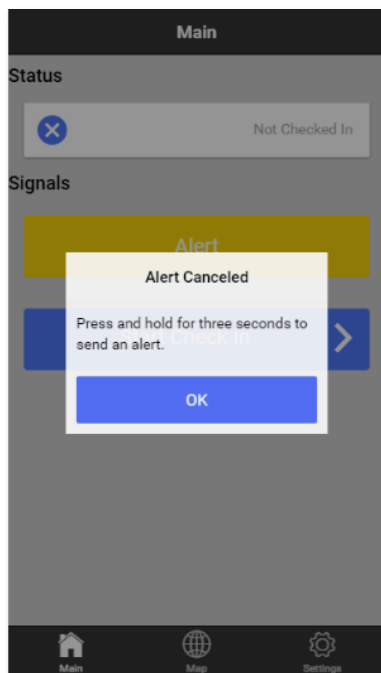 Main
Status
Not Checked In
Signals
Alert
Alert Canceled
Press and hold for three seconds to
send an alert.
Check In
OK
Main
Map
Settings